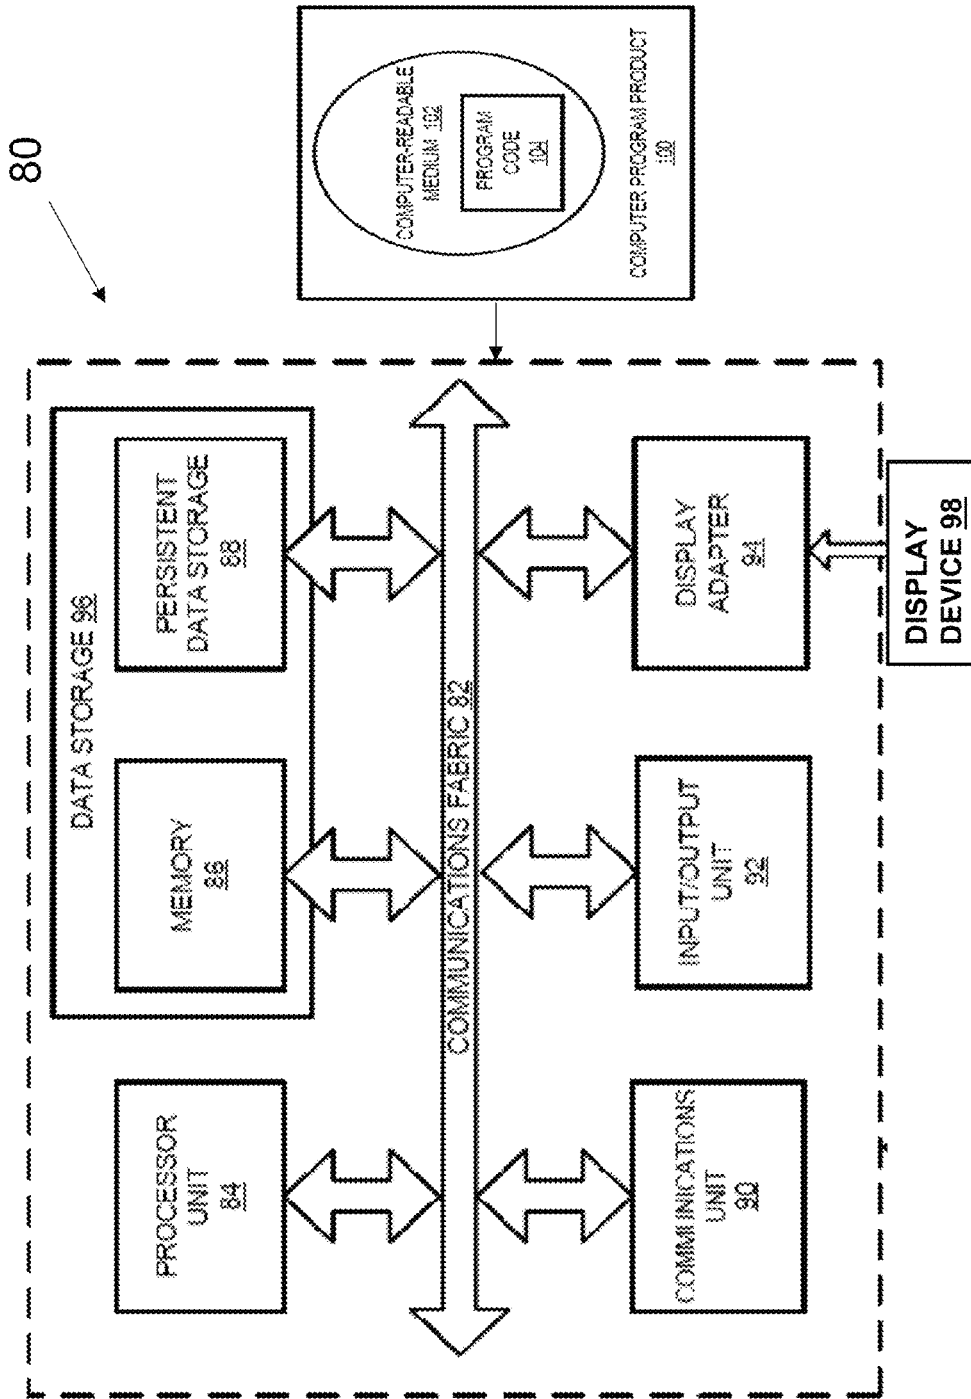 80
DATA STORAGE 96
PROCESSOR
UNIT
84
MEMORY
86
PERSISTENT
DATA STORAGE
88
COMMUNICATIONS FABRIC 82
COMMUNICATIONS
UNIT
90
INPUT/OUTPUT
UNIT
92
DISPLAY
ADAPTER
94
DISPLAY
DEVICE 98
COMPUTER-READABLE
MEDIUM 102
PROGRAM
CODE
104
COMPUTER PROGRAM PRODUCT
100